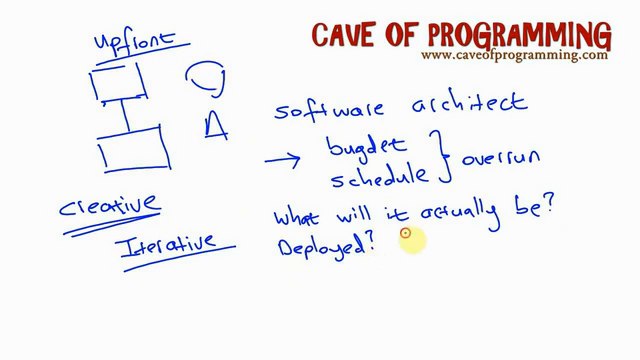 upfront
CAVE OF PROGRAMMING
www.caveofprogramming.com
software architect
→ bugdet
schedule } overrun
creative
Iterative
What will it actually be?
Deployed?